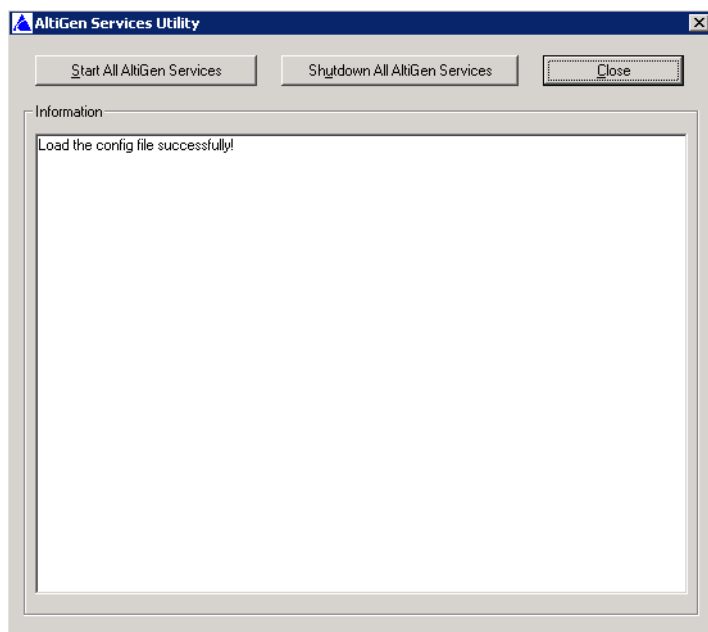 AltiGen Services Utility
Start All AltiGen Services
Shutdown All AltiGen Services
Close
Information
Load the config file successfully!